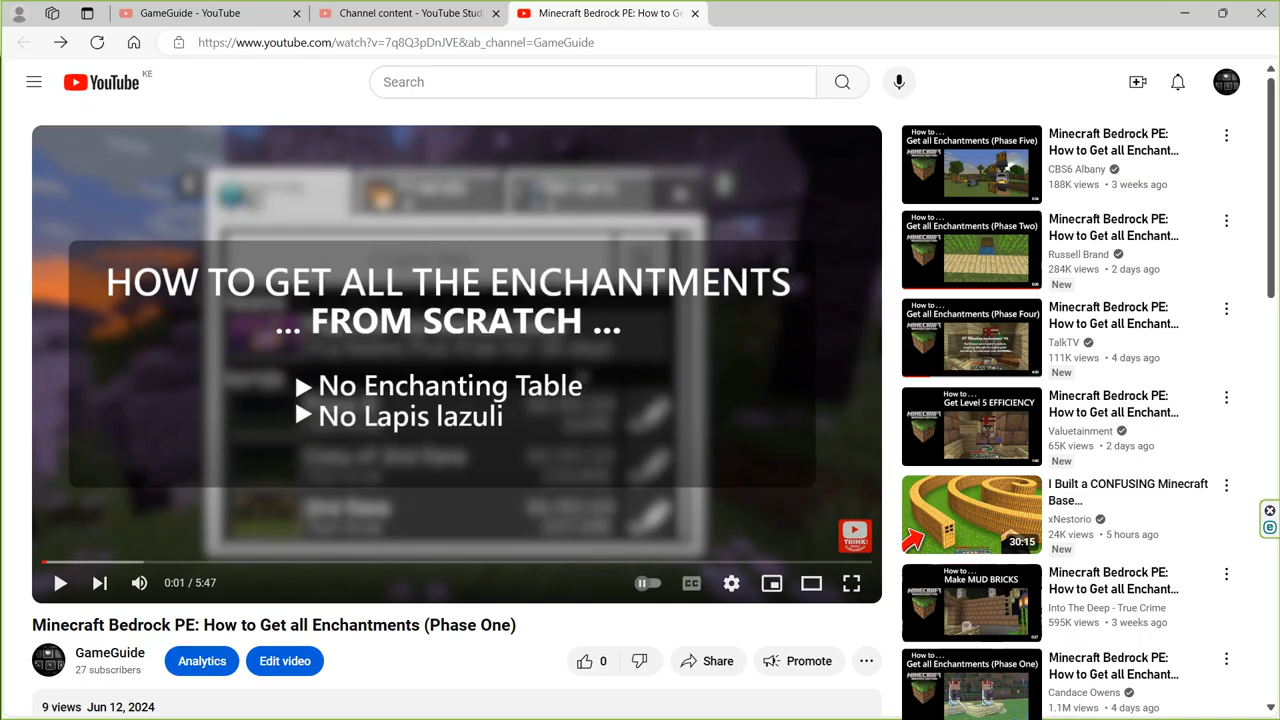 GameGuide - YouTube
Channel content - YouTube Stud
Minecraft Bedrock PE: How to Ge
https://www.youtube.com/watch?v=7q8Q3pDnJVE&ab_channel=GameGuide
YouTube KE
Search
HOW TO GET ALL THE ENCHANTMENTS
... FROM SCRATCH ...
▶ No Enchanting Table
▶ No Lapis lazuli
THINK!
0:01 / 5:47
CC
Minecraft Bedrock PE: How to Get all Enchantments (Phase One)
GameGuide
27 subscribers
Analytics
Edit video
0
Share
Promote
9 views Jun 12, 2024
How to . . .
Get all Enchantments (Phase Five)
MINECRAFT
Minecraft Bedrock PE:
How to Get all Enchant...
CBS6 Albany
188K views • 3 weeks ago
How to . . .
Get all Enchantments (Phase Two)
MINECRAFT
Minecraft Bedrock PE:
How to Get all Enchant...
Russell Brand
284K views • 2 days ago
New
How to . . .
Get all Enchantments (Phase Four)
MINECRAFT
Minecraft Bedrock PE:
How to Get all Enchant...
TalkTV
111K views • 4 days ago
New
How to . . .
Get Level 5 EFFICIENCY
MINECRAFT
Minecraft Bedrock PE:
How to Get all Enchant...
Valuetainment
65K views • 2 days ago
New
30:15
I Built a CONFUSING Minecraft
Base...
xNestorio
24K views • 5 hours ago
New
How to . . .
Make MUD BRICKS
MINECRAFT
Minecraft Bedrock PE:
How to Get all Enchant...
Into The Deep - True Crime
595K views • 3 weeks ago
How to . . .
Get all Enchantments (Phase One)
MINECRAFT
Minecraft Bedrock PE:
How to Get all Enchant...
Candace Owens
1.1M views • 4 days ago